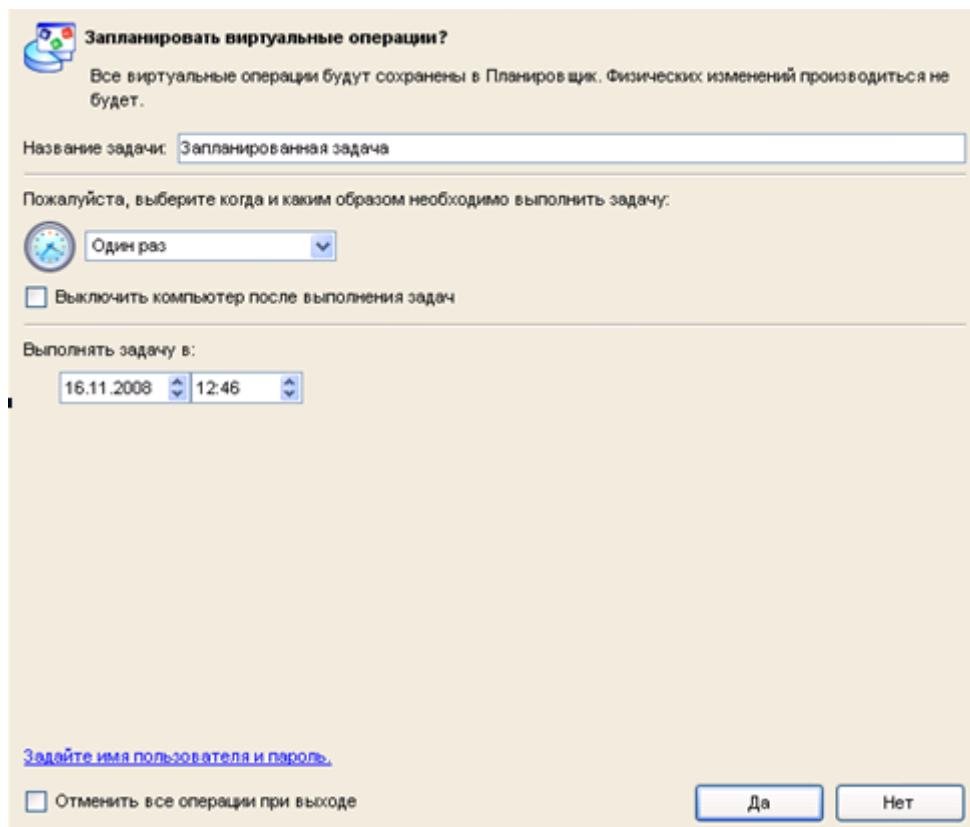 Запланировать виртуальные операции?
Все виртуальные операции будут сохранены в Планировщик. Физических изменений производиться не
будет.
Название задачи: Запланированная задача
Пожалуйста, выберите когда и каким образом необходимо выполнить задачу:
Один раз
Выключить компьютер после выполнения задач
Выполнять задачу в:
16.11.2008 12:46
Задайте имя пользователя и пароль.
Отменить все операции при выходе
Да Нет